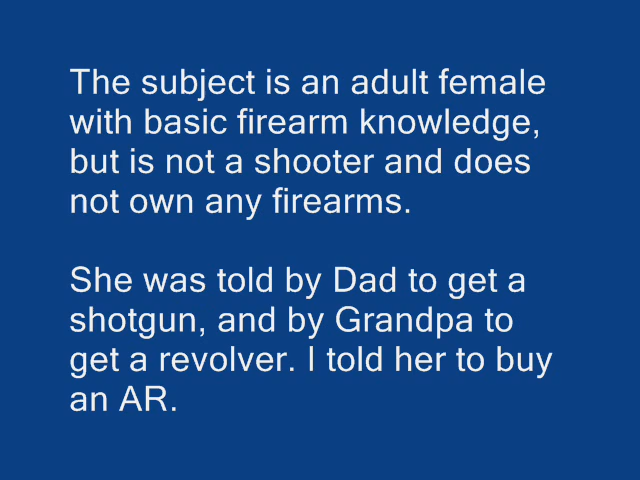 The subject is an adult female
with basic firearm knowledge,
but is not a shooter and does
not own any firearms.
She was told by Dad to get a
shotgun, and by Grandpa to
get a revolver. I told her to buy
an AR.